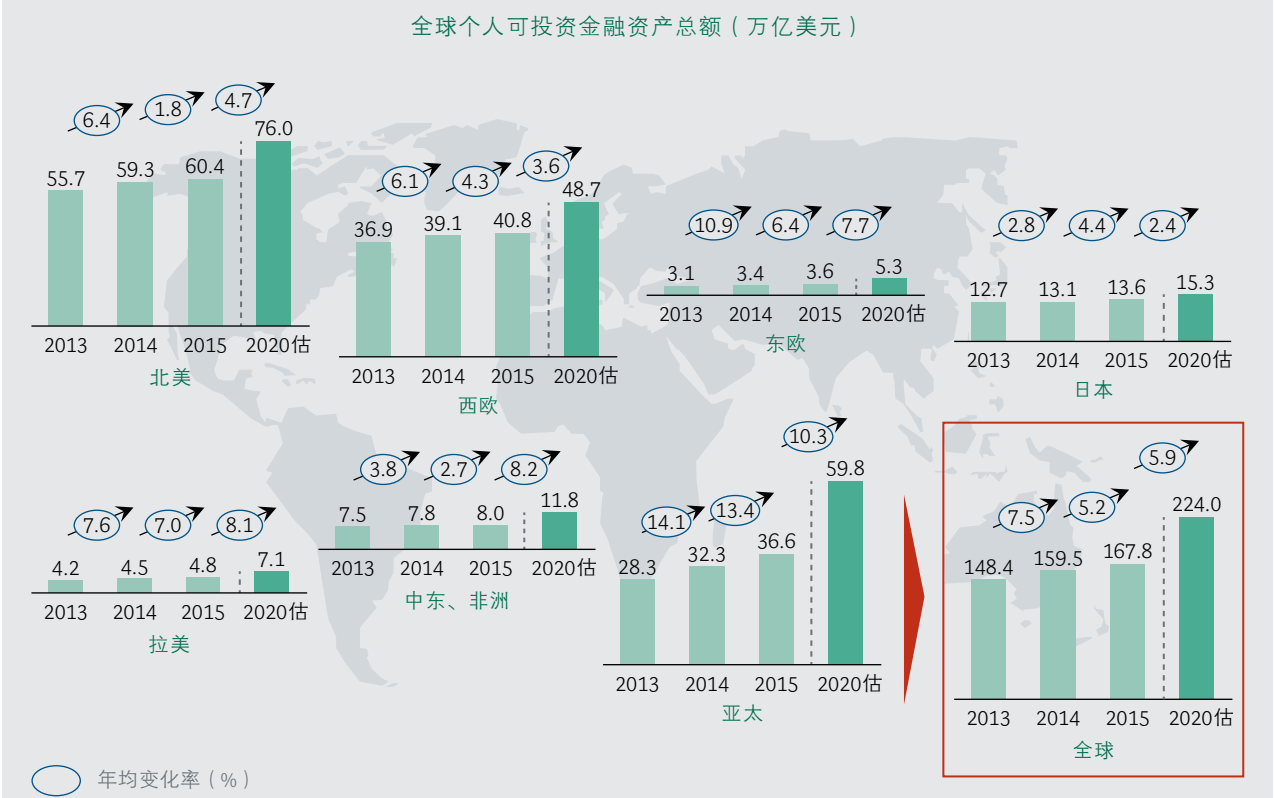 全球个人可投资金融资产总额（万亿美元）
6.4 1.8 4.7
55.7 59.3 60.4 76.0
2013 2014 2015 2020估
北美
6.1 4.3 3.6
36.9 39.1 40.8 48.7
2013 2014 2015 2020估
西欧
10.9 6.4 7.7
3.1 3.4 3.6 5.3
2013 2014 2015 2020估
东欧
2.8 4.4 2.4
12.7 13.1 13.6 15.3
2013 2014 2015 2020估
日本
7.6 7.0 8.1
4.2 4.5 4.8 7.1
2013 2014 2015 2020估
拉美
3.8 2.7 8.2
7.5 7.8 8.0 11.8
2013 2014 2015 2020估
中东、非洲
14.1 13.4 10.3
28.3 32.3 36.6 59.8
2013 2014 2015 2020估
亚太
7.5 5.2 5.9
148.4 159.5 167.8 224.0
2013 2014 2015 2020估
全球
年均变化率（%）